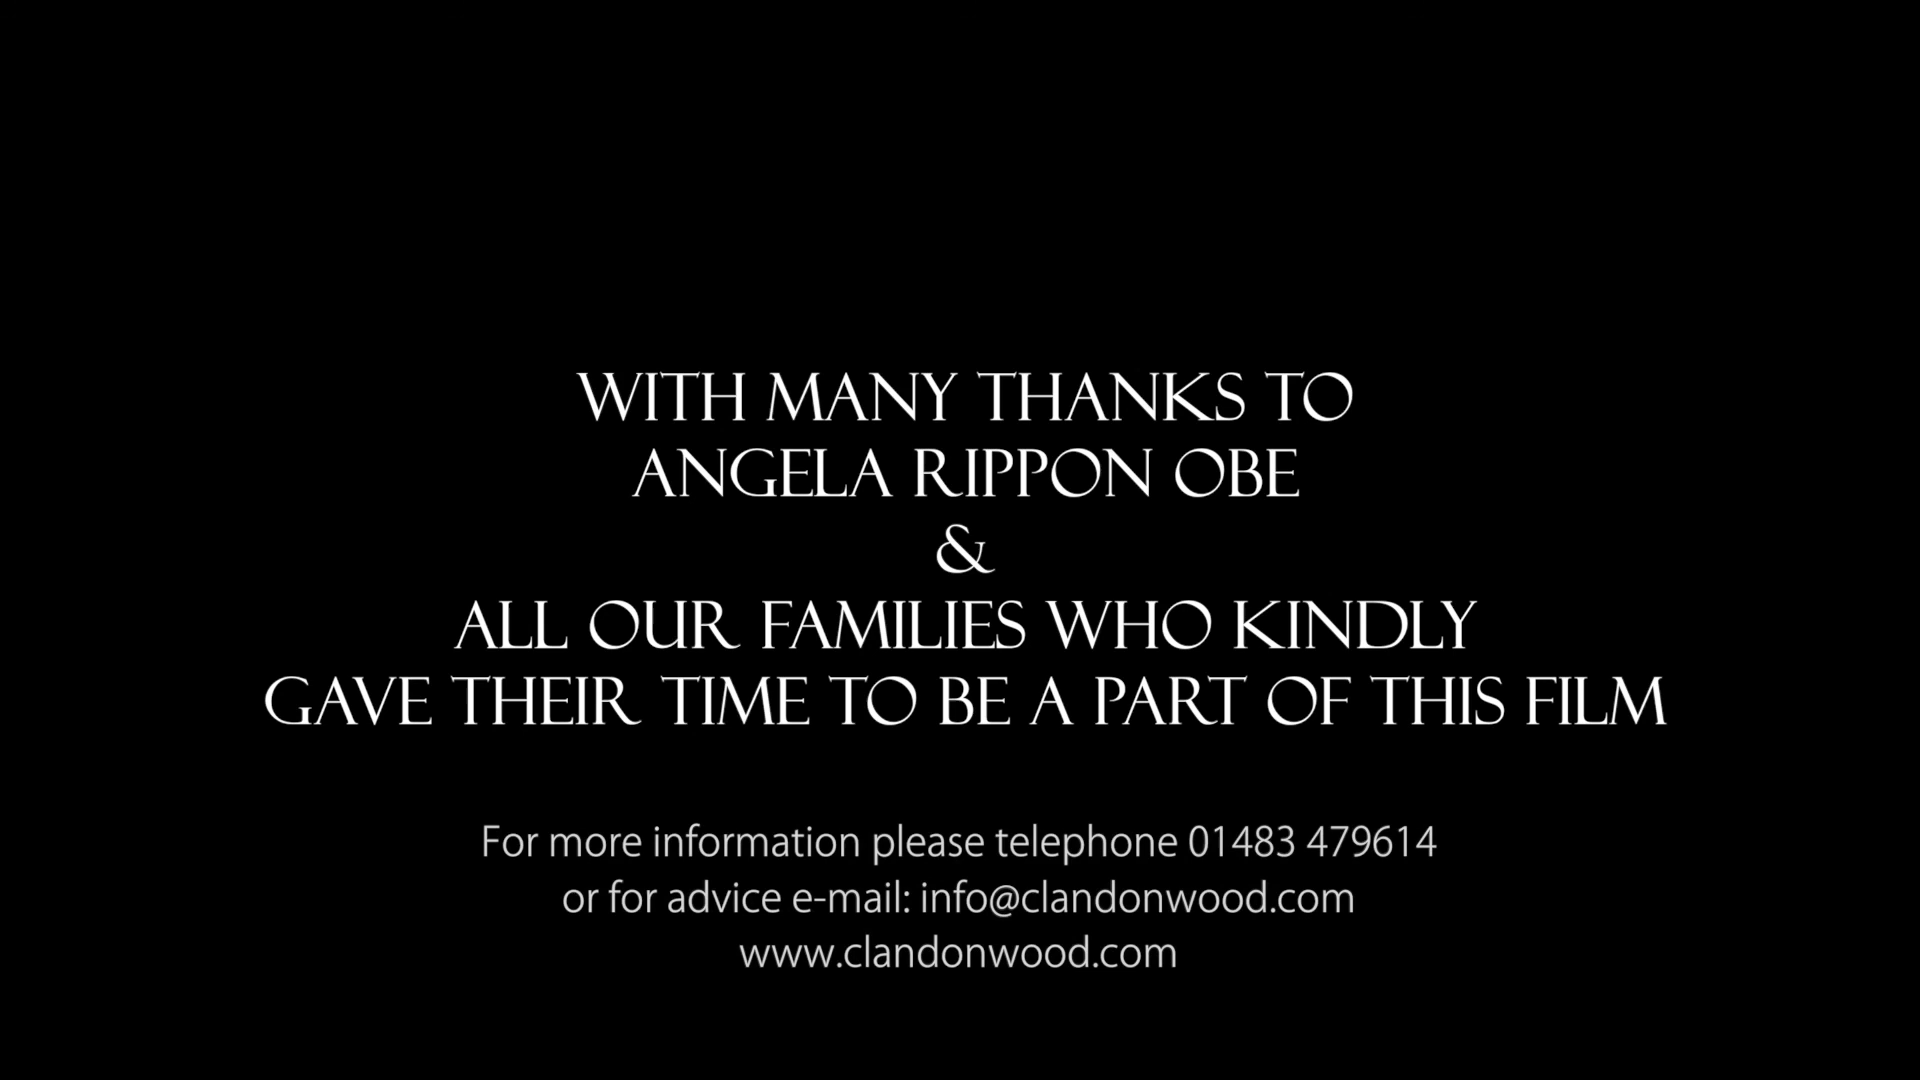 WITH MANY THANKS TO
ANGELA RIPPON OBE
&
ALL OUR FAMILIES WHO KINDLY
GAVE THEIR TIME TO BE A PART OF THIS FILM
For more information please telephone 01483 479614
or for advice e-mail: info@clandonwood.com
www.clandonwood.com